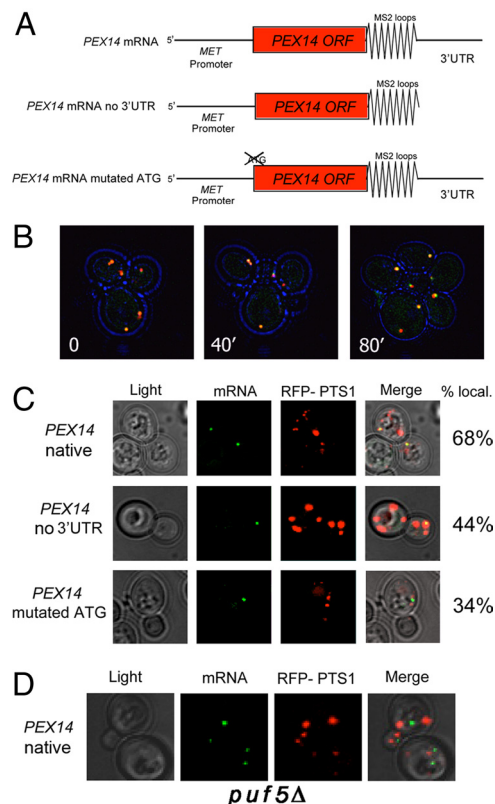 A
MS2 loops
PEX14 mRNA 5' PEX14 ORF
MET
Promoter
3'UTR
MS2 loops
PEX14 mRNA no 3'UTR 5' PEX14 ORF
MET
Promoter
MS2 loops
ATG
PEX14 mRNA mutated ATG 5' PEX14 ORF
MET
Promoter
3'UTR
B
0 40' 80'
C
Light mRNA RFP- PTS1 Merge % local.
PEX14
native
68%
PEX14
no 3'UTR
44%
PEX14
mutated ATG
34%
D
Light mRNA RFP- PTS1 Merge
PEX14
native
puf5Δ